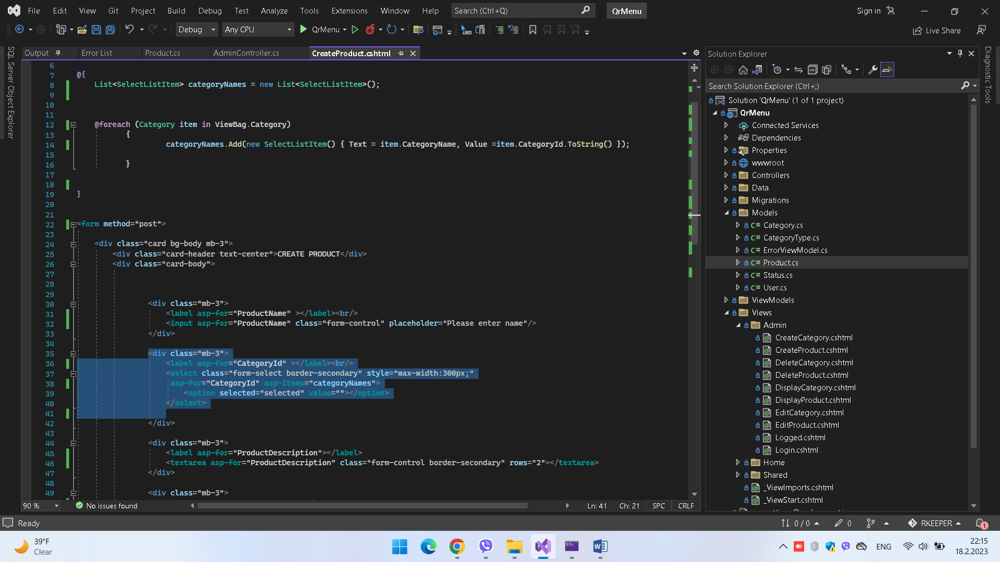 File Edit View Git Project Build Debug Test Analyze Tools Extensions Window Help Search (Ctrl+Q) QrMenu Sign in
Debug Any CPU QrMenu Live Share
SQL Server Object Explorer
Output Error List Product.cs AdminController.cs CreateProduct.cshtml
6
7 @{
8 List<SelectListItem> categoryNames = new List<SelectListItem>();
9
10
11
12 @foreach (Category item in ViewBag.Category)
13 {
14 categoryNames.Add(new SelectListItem() { Text = item.CategoryName, Value =item.CategoryId.ToString() });
15
16 }
17
18
19 }
20
21
22 <form method="post">
23
24 <div class="card bg-body mb-3">
25 <div class="card-header text-center">CREATE PRODUCT</div>
26 <div class="card-body">
27
28
29
30 <div class="mb-3">
31 <label asp-for="ProductName" ></label><br/>
32 <input asp-for="ProductName" class="form-control" placeholder="Please enter name"/>
33 </div>
34
35 <div class="mb-3">
36 <label asp-for="CategoryId" ></label><br/>
37 <select class="form-select border-secondary" style="max-width:300px;"
38 asp-for="CategoryId" asp-items="categoryNames">
39 <option selected="selected" value=""></option>
40 </select>
41
42 </div>
43
44 <div class="mb-3">
45 <label asp-for="ProductDescription"></label>
46 <textarea asp-for="ProductDescription" class="form-control border-secondary" rows="2"></textarea>
47 </div>
48
49 <div class="mb-3">
90 % No issues found Ln: 41 Ch: 21 SPC CRLF
Solution Explorer
Search Solution Explorer (Ctrl+;)
Solution 'QrMenu' (1 of 1 project)
QrMenu
Connected Services
Dependencies
Properties
wwwroot
Controllers
Data
Migrations
Models
C# Category.cs
C# CategoryType.cs
C# ErrorViewModel.cs
C# Product.cs
C# Status.cs
C# User.cs
ViewModels
Views
Admin
CreateCategory.cshtml
CreateProduct.cshtml
DeleteCategory.cshtml
DeleteProduct.cshtml
DisplayCategory.cshtml
DisplayProduct.cshtml
EditCategory.cshtml
EditProduct.cshtml
Logged.cshtml
Login.cshtml
Home
Shared
_ViewImports.cshtml
_ViewStart.cshtml
Diagnostic Tools
Ready 0 / 0 0 RKEEPER 1
39°F
Clear
ENG
22:15
18.2.2023